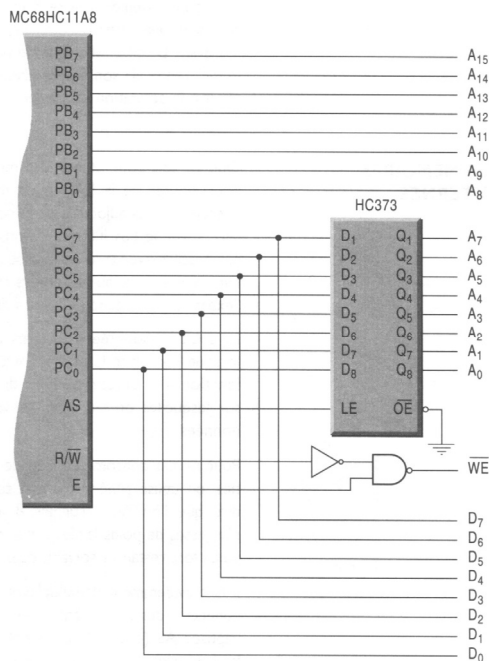 MC68HC11A8
PB7 A15
PB6 A14
PB5 A13
PB4 A12
PB3 A11
PB2 A10
PB1 A9
PB0 A8
HC373
PC7 D1 Q1 A7
PC6 D2 Q2 A6
PC5 D3 Q3 A5
PC4 D4 Q4 A4
PC3 D5 Q5 A3
PC2 D6 Q6 A2
PC1 D7 Q7 A1
PC0 D8 Q8 A0
AS LE O̅E̅
R/W̅ W̅E̅
E
D7
D6
D5
D4
D3
D2
D1
D0